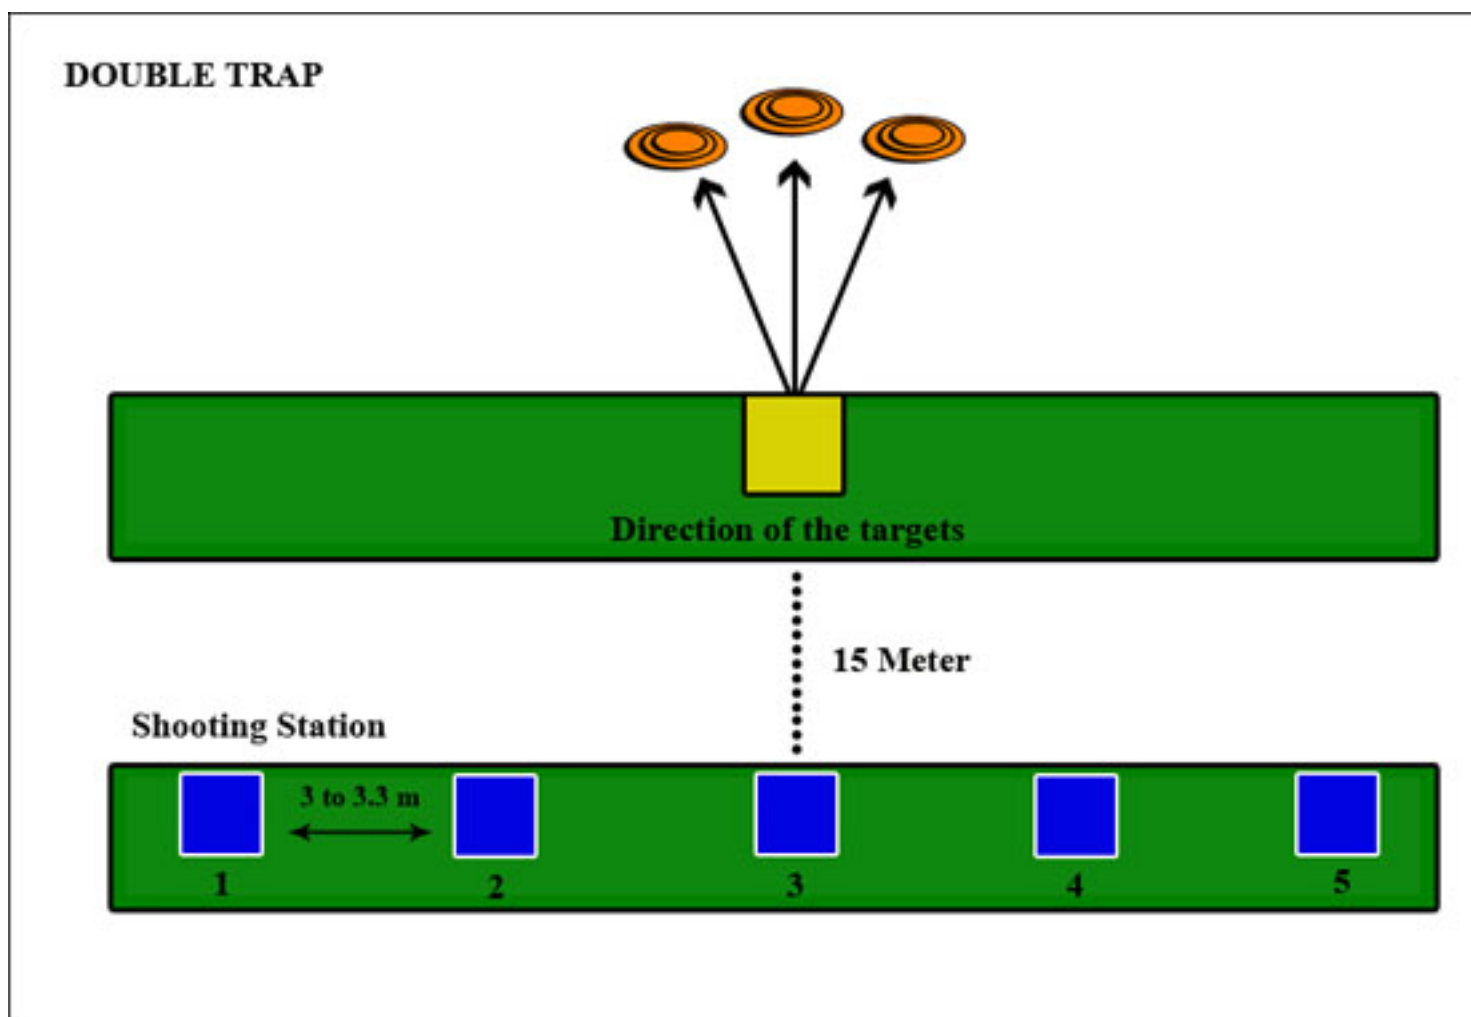 DOUBLE TRAP
Direction of the targets
15 Meter
Shooting Station
3 to 3.3 m
1
2
3
4
5